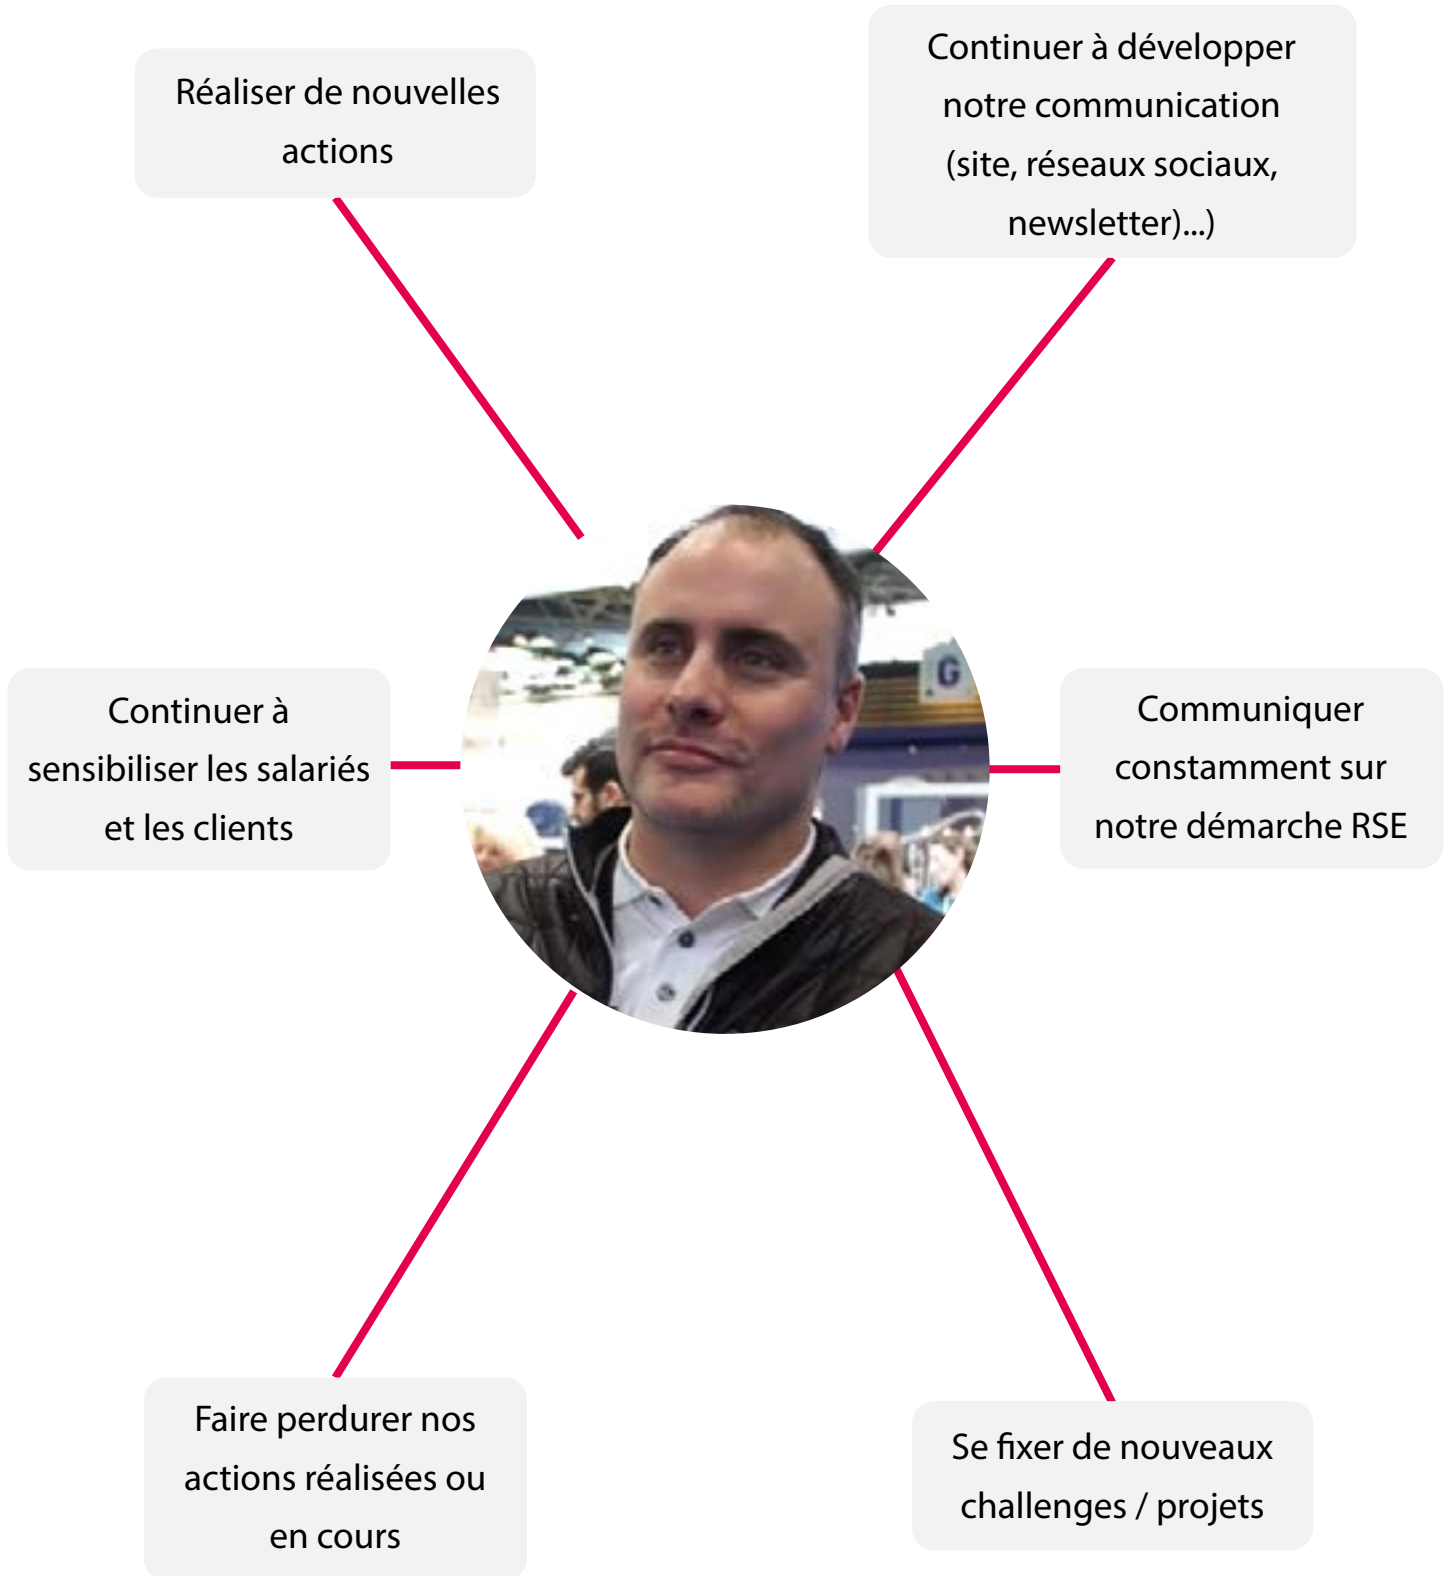 Réaliser de nouvelles
actions
Continuer à développer
notre communication
(site, réseaux sociaux,
newsletter)...)
Continuer à
sensibiliser les salariés
et les clients
G
Communiquer
constamment sur
notre démarche RSE
Faire perdurer nos
actions réalisées ou
en cours
Se fixer de nouveaux
challenges / projets